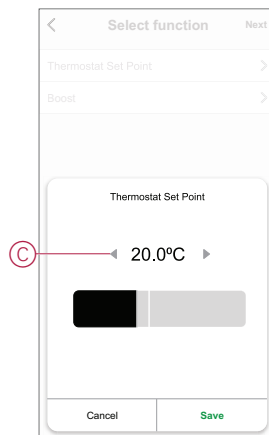 Select function Next
Thermostat Set Point
Boost
Thermostat Set Point
C
20.0ºC
Cancel Save